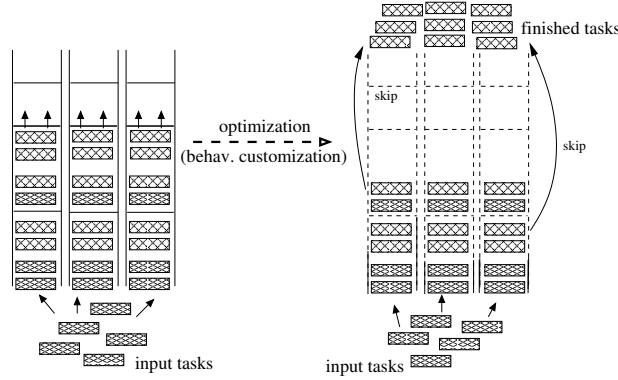 finished tasks
skip
optimization
(behav. customization)
skip
input tasks
input tasks